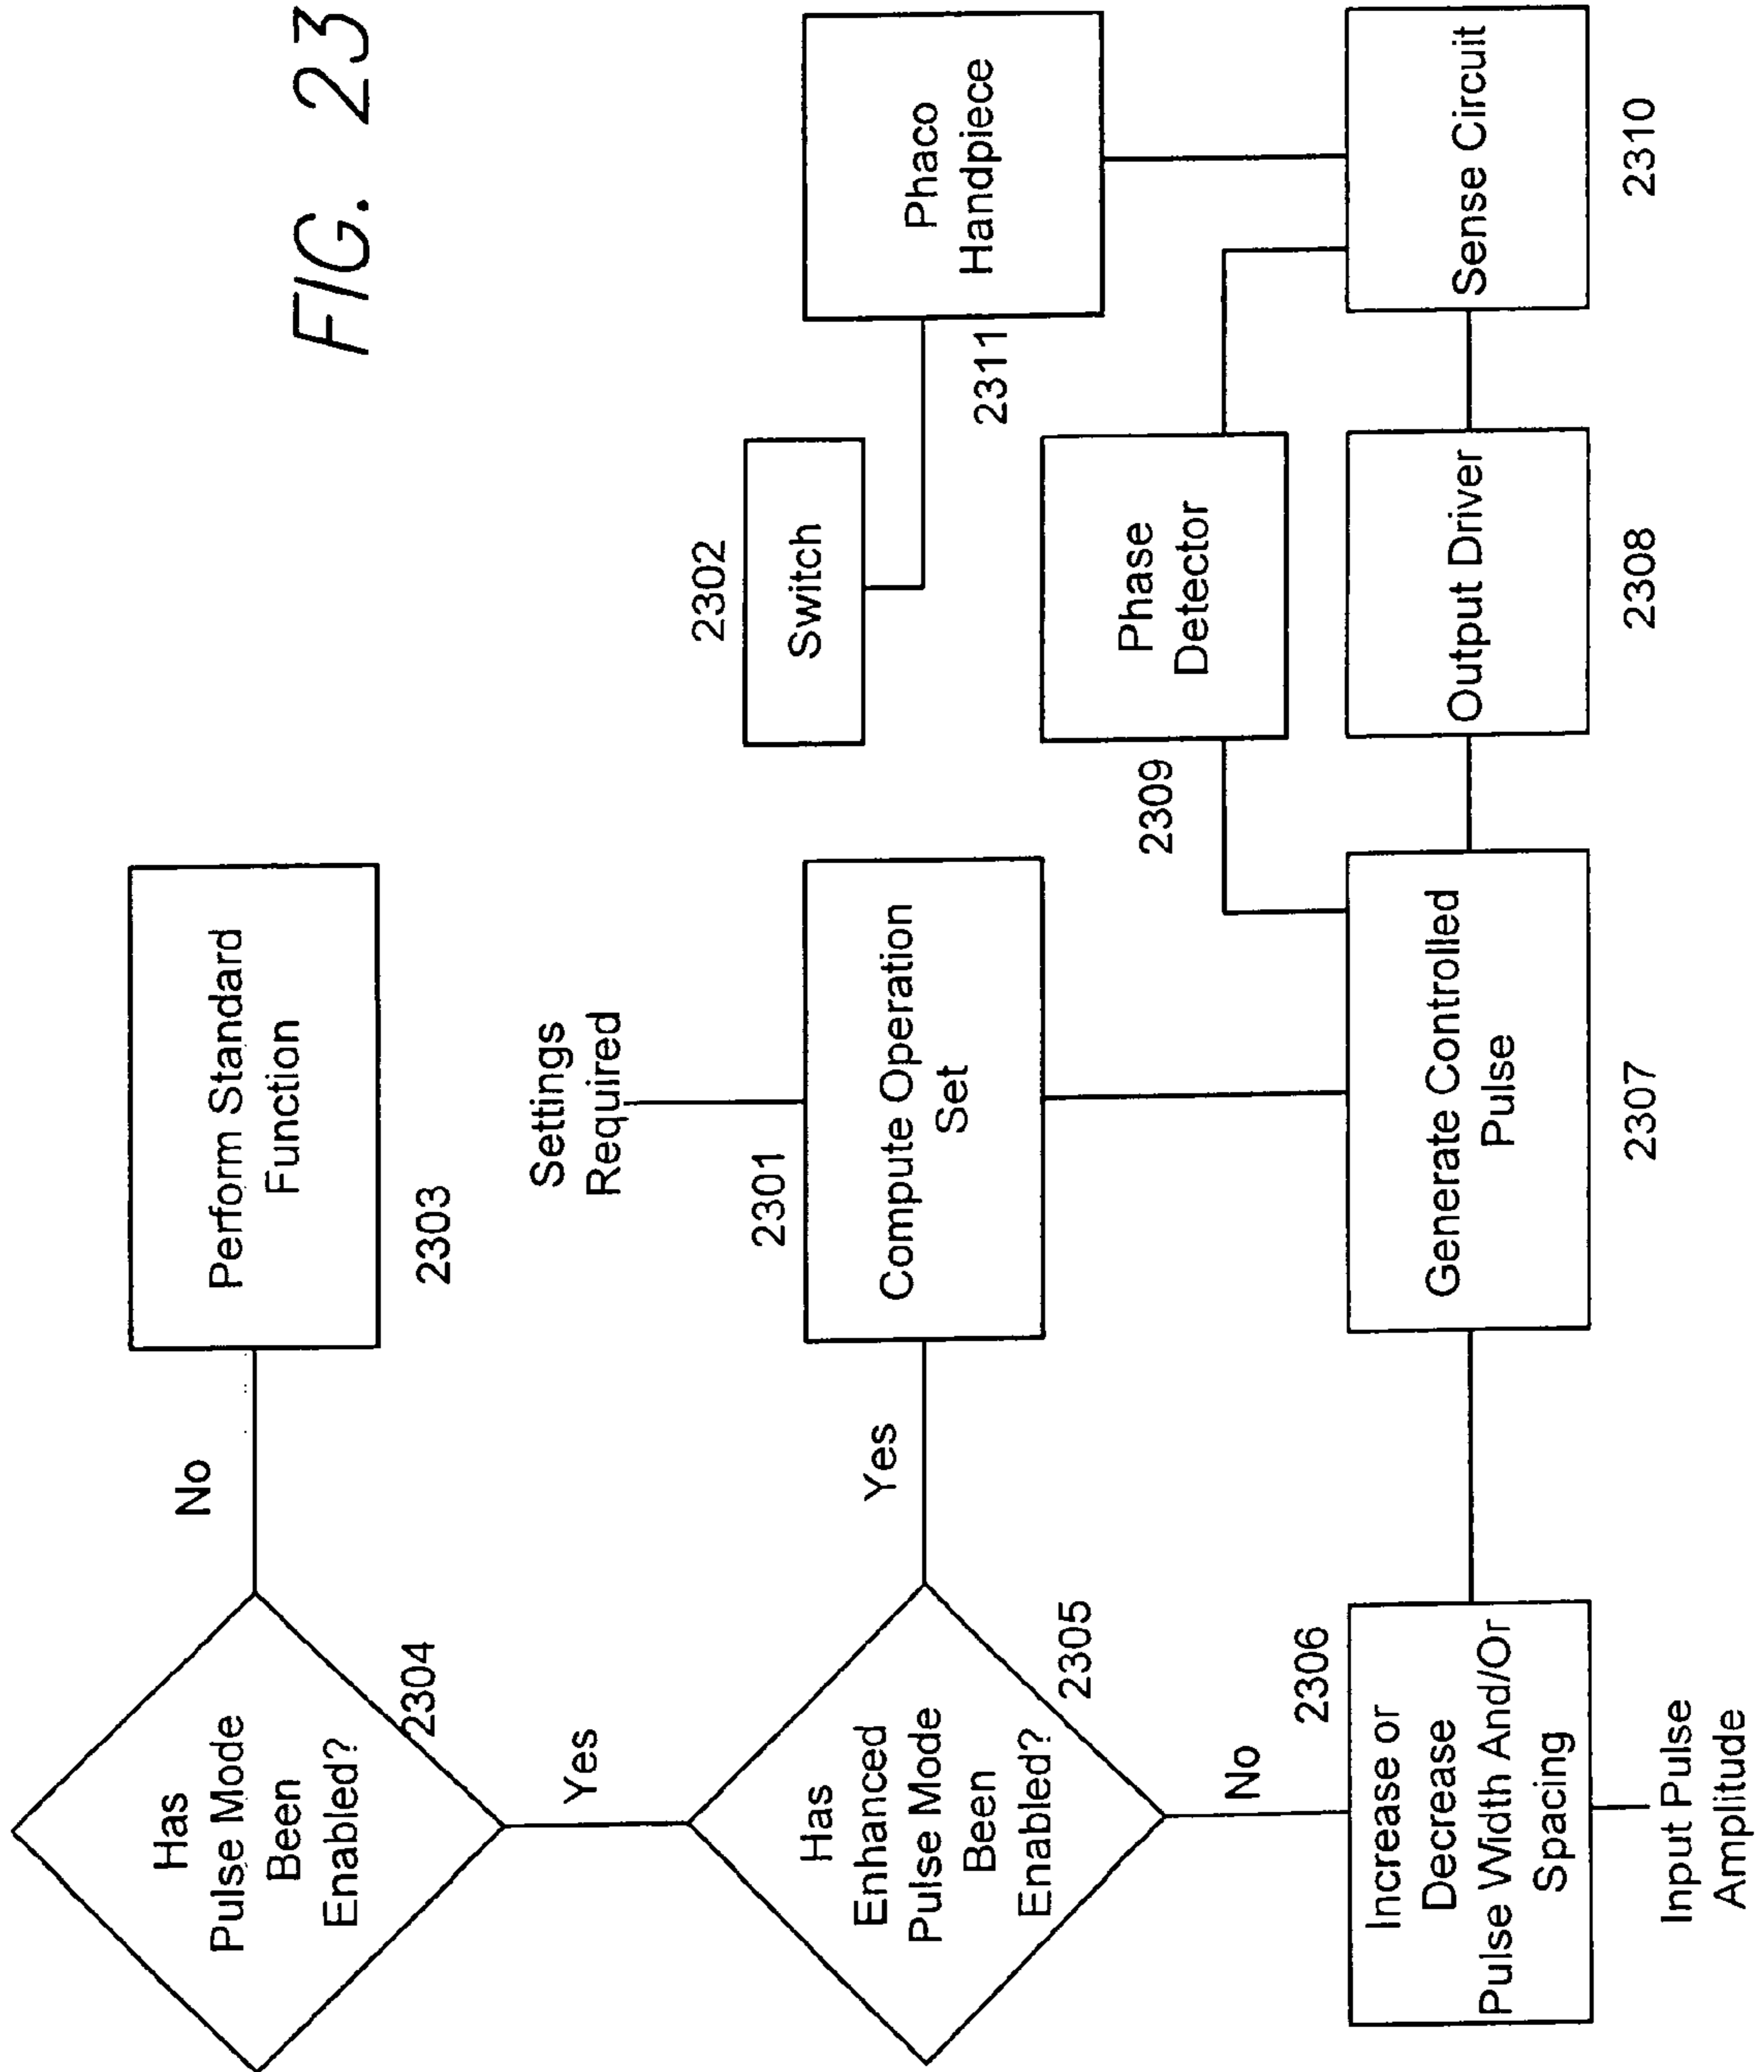 FIG. 23
Has
Pulse Mode
Been
Enabled?
2304
No
Perform Standard
Function
2303
Yes
Has
Enhanced
Pulse Mode
Been
Enabled?
2305
Yes
Settings
Required
2301
Compute Operation
Set
2302
Switch
Phaco
Handpiece
2311
No
2306
Increase or
Decrease
Pulse Width And/Or
Spacing
Input Pulse
Amplitude
Generate Controlled
Pulse
2307
2309
Phase
Detector
Output Driver
2308
Sense Circuit
2310